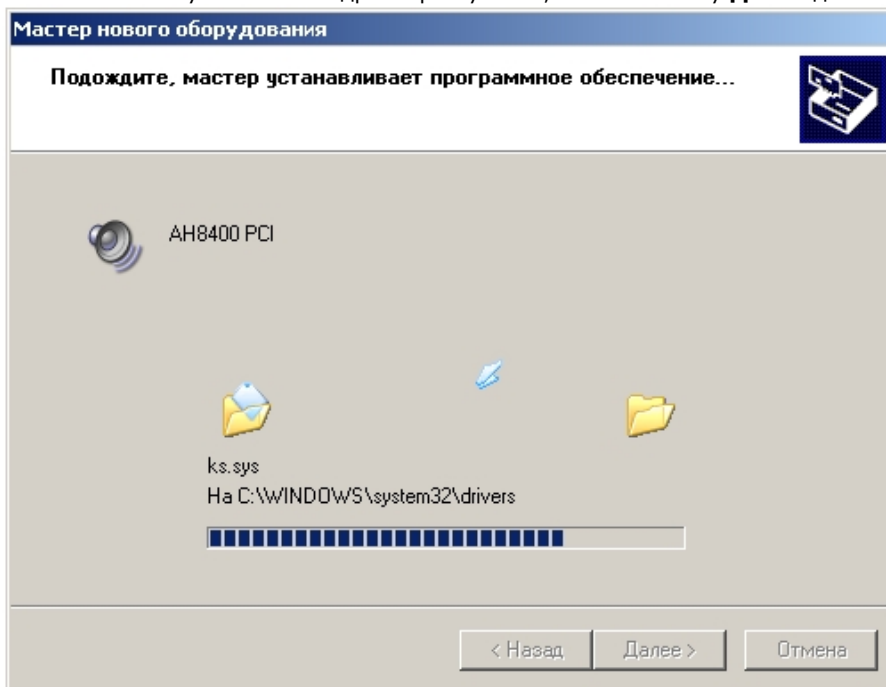 Мастер нового оборудования
Подождите, мастер устанавливает программное обеспечение...
AH8400 PCI
ks.sys
На C:\WINDOWS\system32\drivers
< Назад
Далее >
Отмена